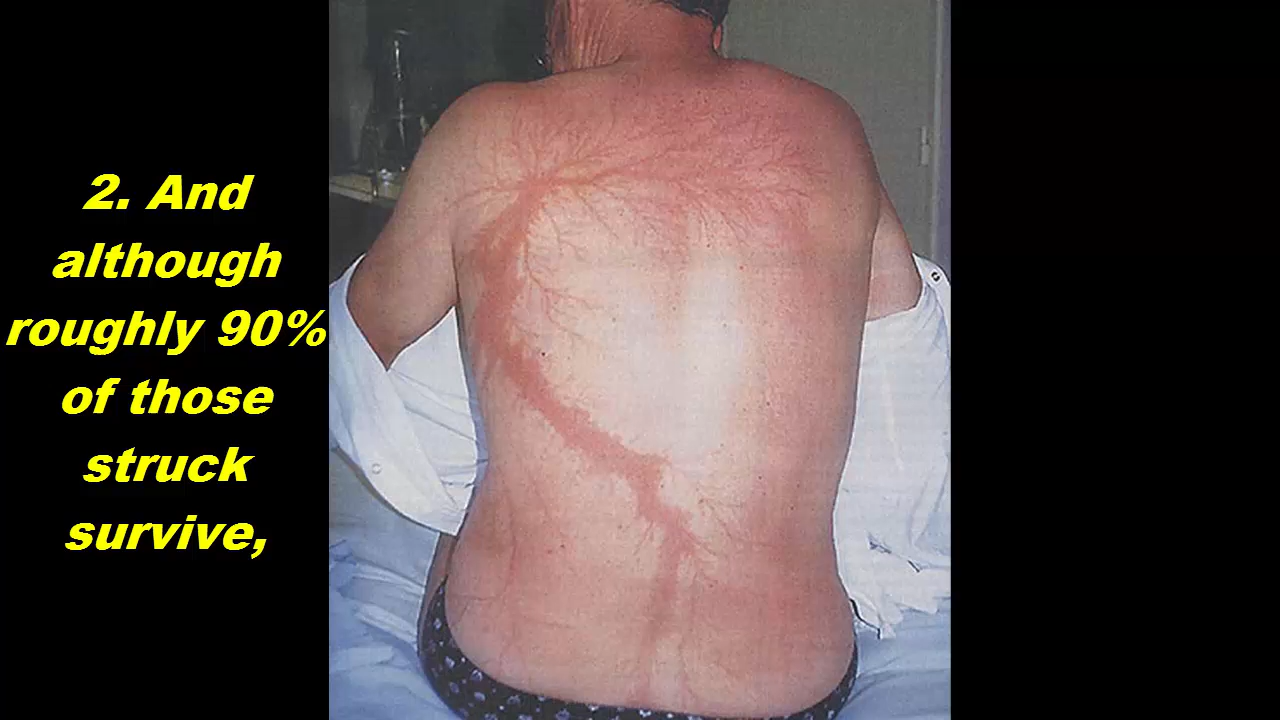 2. And
although
roughly 90%
of those
struck
survive,